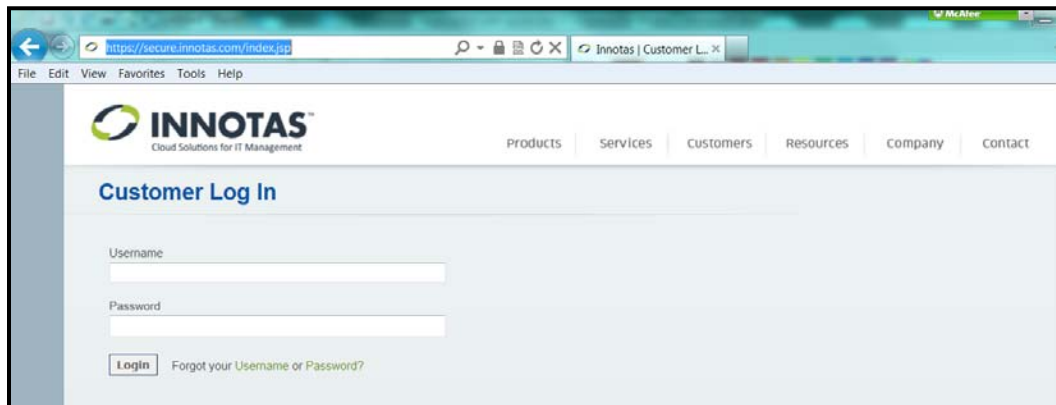 McAfee
https://secure.innotas.com/index.jsp
Innotas | Customer L...
File Edit View Favorites Tools Help
INNOTAS™
Cloud Solutions for IT Management
Products Services Customers Resources Company Contact
Customer Log In
Username
Password
Login Forgot your Username or Password?